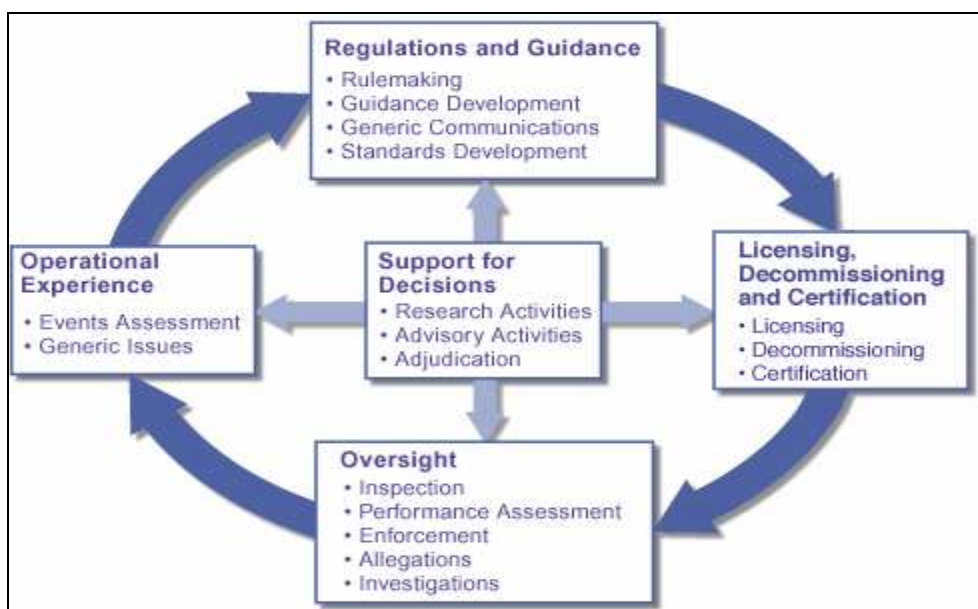 Regulations and Guidance
• Rulemaking
• Guidance Development
• Generic Communications
• Standards Development
Operational
Experience
• Events Assessment
• Generic Issues
Support for
Decisions
• Research Activities
• Advisory Activities
• Adjudication
Licensing,
Decommissioning
and Certification
• Licensing
• Decommissioning
• Certification
Oversight
• Inspection
• Performance Assessment
• Enforcement
• Allegations
• Investigations